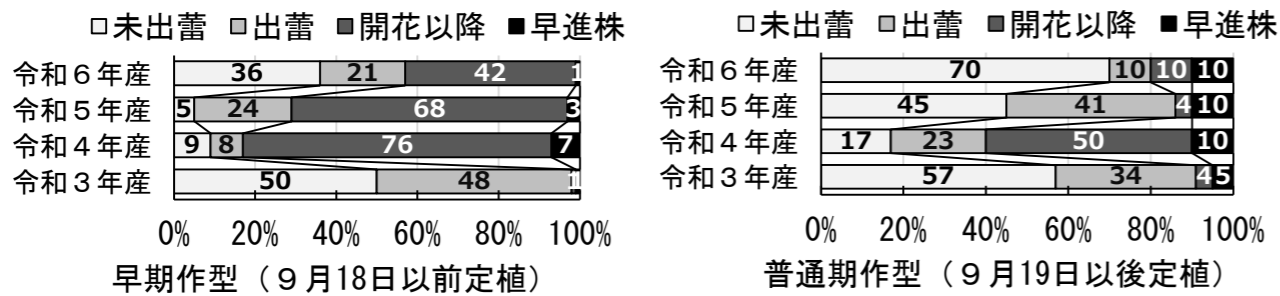 □未出蕾 □出蕾 ■開花以降 ■早進株
令和６年産 36 21 42 1
令和５年産 5 24 68 3
令和４年産 9 8 76 7
令和３年産 50 48 1
0% 20% 40% 60% 80% 100%
早期作型（９月18日以前定植）
□未出蕾 □出蕾 ■開花以降 ■早進株
令和６年産 70 10 10 10
令和５年産 45 41 4 10
令和４年産 17 23 50 10
令和３年産 57 34 4 5
0% 20% 40% 60% 80% 100%
普通期作型（９月19日以後定植）